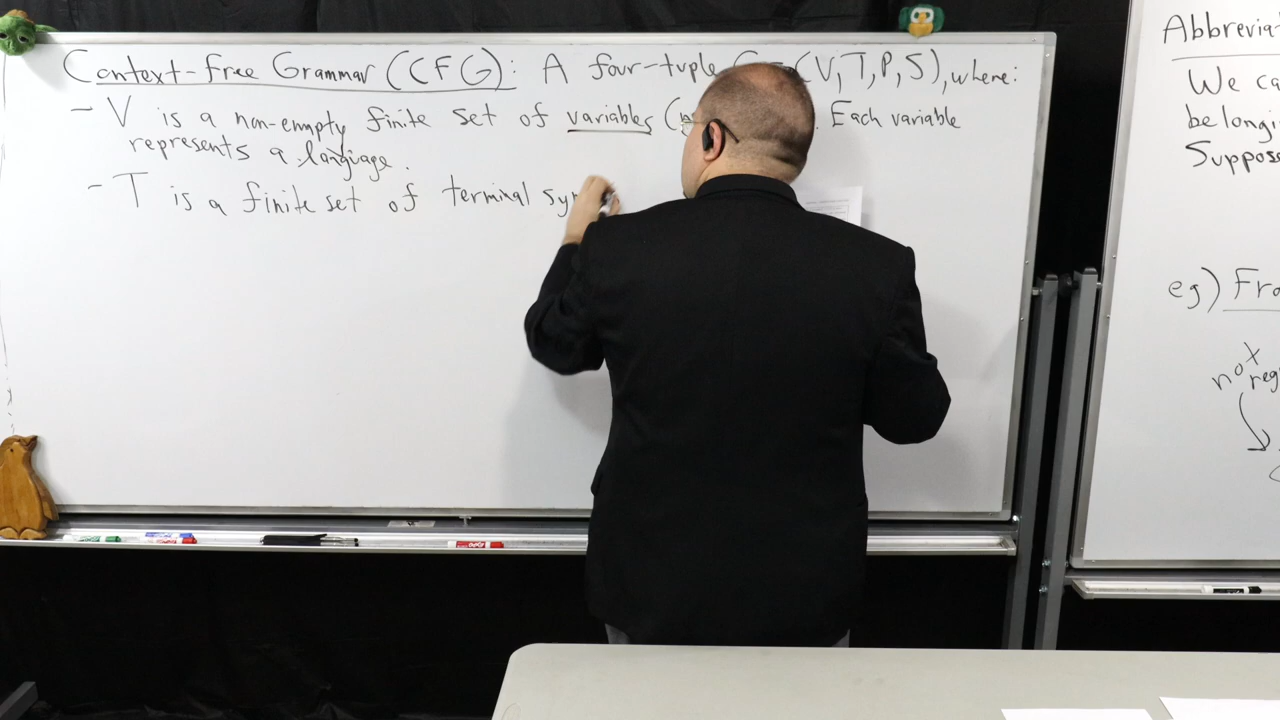 Context-free Grammar (CFG): A four-tuple (V, T, P, S), where:
- V is a non-empty finite set of variables ( . Each variable
represents a language.
- T is a finite set of terminal sy
Abbrevia
We ca
belongi
Suppose
eg) Fro
not reg